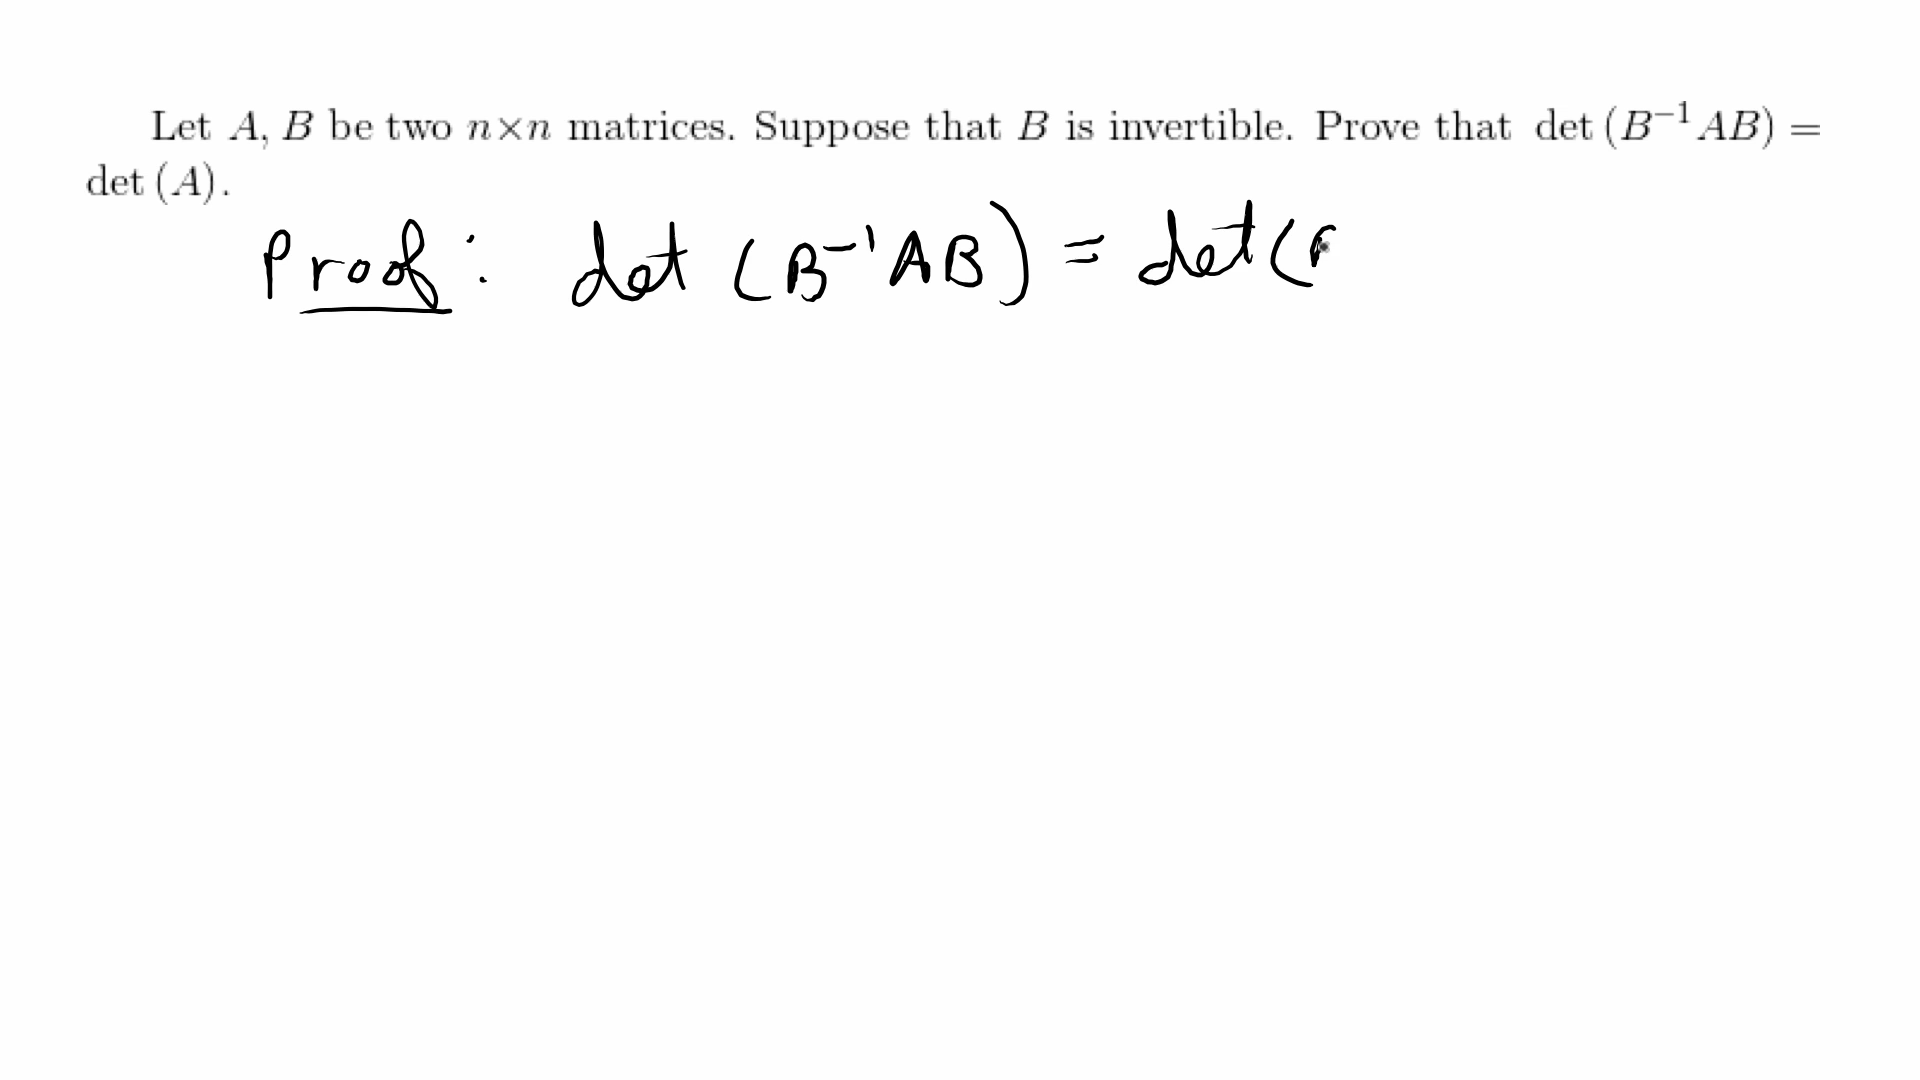 Let A, B be two n×n matrices. Suppose that B is invertible. Prove that det (B⁻¹AB) =
det (A).
Proof: det (B⁻¹AB) = det(